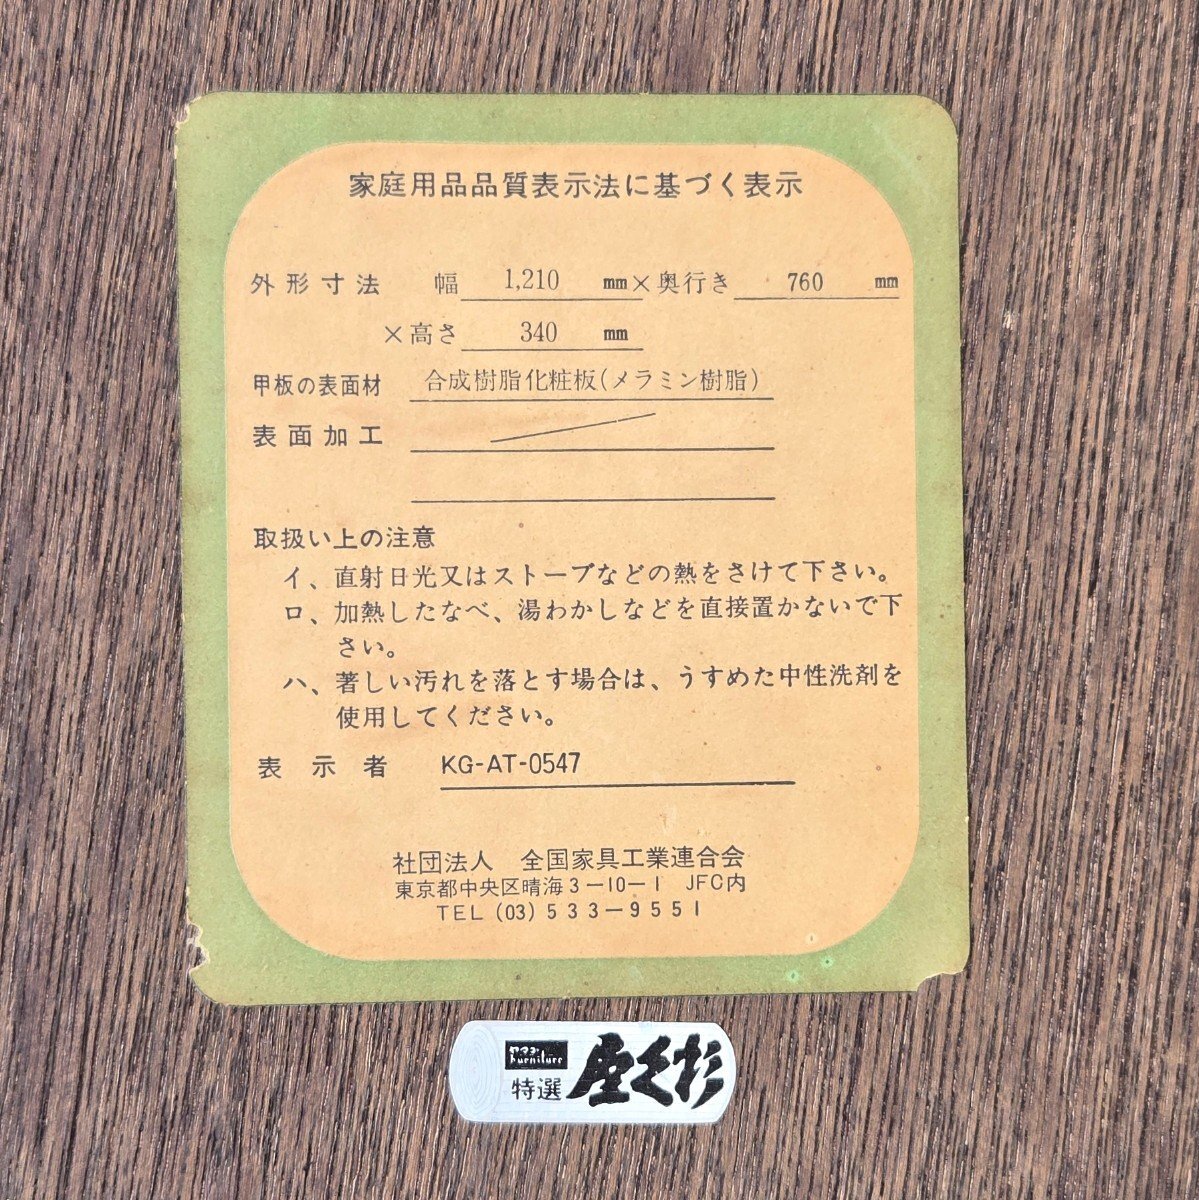 家庭用品品質表示法に基づく表示
外形寸法 幅 1,210 mm×奥行き 760 mm
×高さ 340 mm
甲板の表面材 合成樹脂化粧板(メラミン樹脂)
表面加工
取扱い上の注意
イ、直射日光又はストーブなどの熱をさけて下さい。
ロ、加熱したなべ、湯わかしなどを直接置かないで下
さい。
ハ、著しい汚れを落とす場合は、うすめた中性洗剤を
使用してください。
表示者 KG-AT-0547
社団法人 全国家具工業連合会
東京都中央区晴海3-10-1 JFC内
TEL (03) 533-9551
Furniture
特選 屋久杉